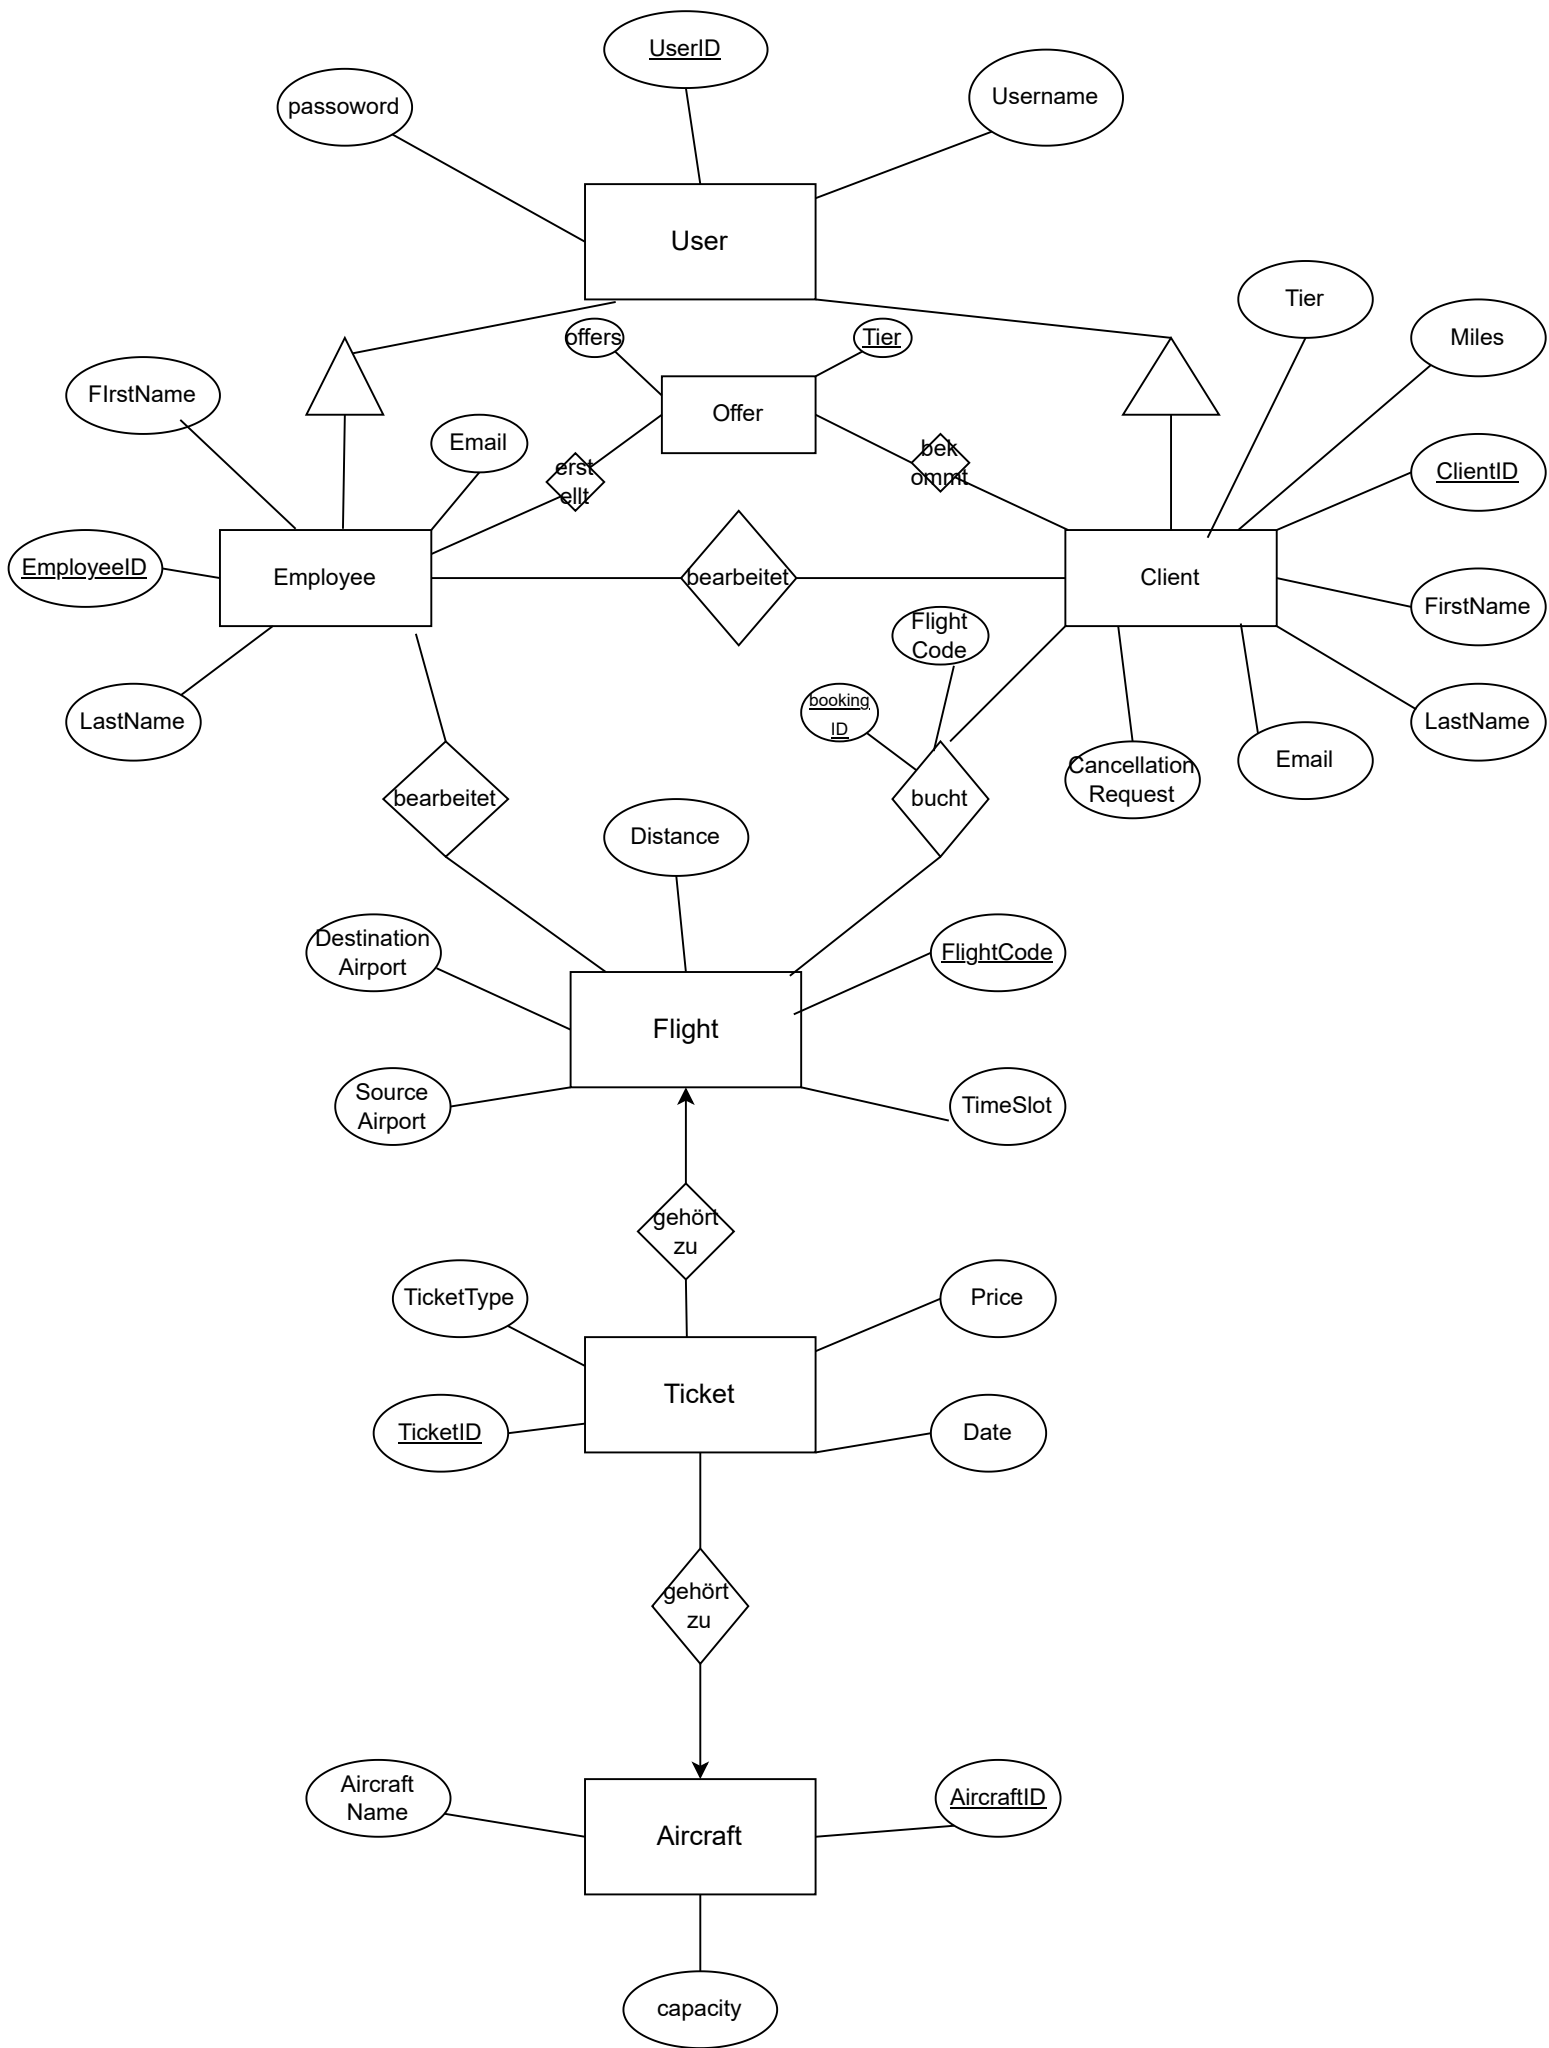 UserID
Username
passoword
User
Tier
offers
Tier
Miles
FIrstName
Offer
Email
bek
ommt
erst
ellt
ClientID
EmployeeID
Employee
bearbeitet
Client
FirstName
Flight
Code
booking
ID
LastName
LastName
Cancellation
Request
Email
bearbeitet
bucht
Distance
Destination
Airport
FlightCode
Flight
Source
Airport
TimeSlot
gehört
zu
TicketType
Price
Ticket
TicketID
Date
gehört
zu
Aircraft
Name
AircraftID
Aircraft
capacity